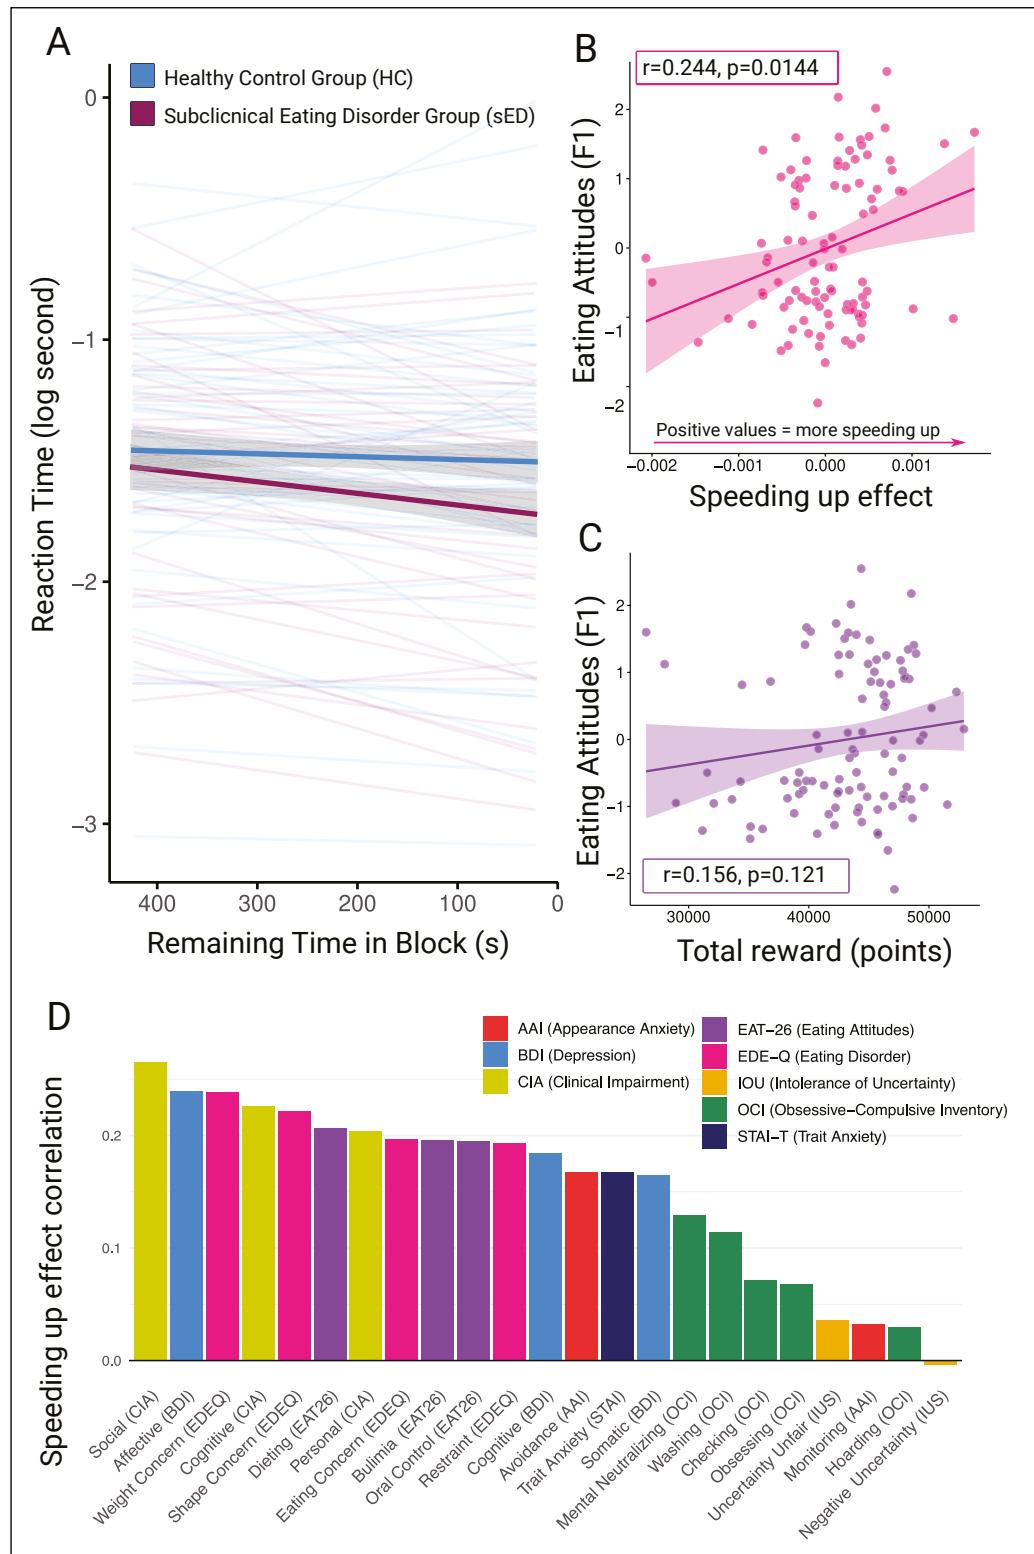 A
Healthy Control Group (HC)
Subclicnical Eating Disorder Group (sED)
Reaction Time (log second)
0
−1
−2
−3
400
300
200
100
0
Remaining Time in Block (s)
B
r=0.244, p=0.0144
Eating Attitudes (F1)
2
1
0
−1
−2
Positive values = more speeding up
−0.002
−0.001
0.000
0.001
Speeding up effect
C
Eating Attitudes (F1)
2
1
0
−1
−2
r=0.156, p=0.121
30000
40000
50000
Total reward (points)
D
AAI (Appearance Anxiety)
BDI (Depression)
CIA (Clinical Impairment)
EAT−26 (Eating Attitudes)
EDE−Q (Eating Disorder)
IOU (Intolerance of Uncertainty)
OCI (Obsessive−Compulsive Inventory)
STAI−T (Trait Anxiety)
Speeding up effect correlation
0.2
0.1
0.0
Social (CIA)
Affective (BDI)
Weight Concern (EDEQ)
Cognitive (CIA)
Shape Concern (EDEQ)
Dieting (EAT26)
Personal (CIA)
Eating Concern (EDEQ)
Bulimia (EAT26)
Oral Control (EAT26)
Restraint (EDEQ)
Cognitive (BDI)
Avoidance (AAI)
Trait Anxiety (STAI)
Somatic (BDI)
Mental Neutralizing (OCI)
Washing (OCI)
Checking (OCI)
Obsessing (OCI)
Uncertainty Unfair (IUS)
Monitoring (AAI)
Hoarding (OCI)
Negative Uncertainty (IUS)